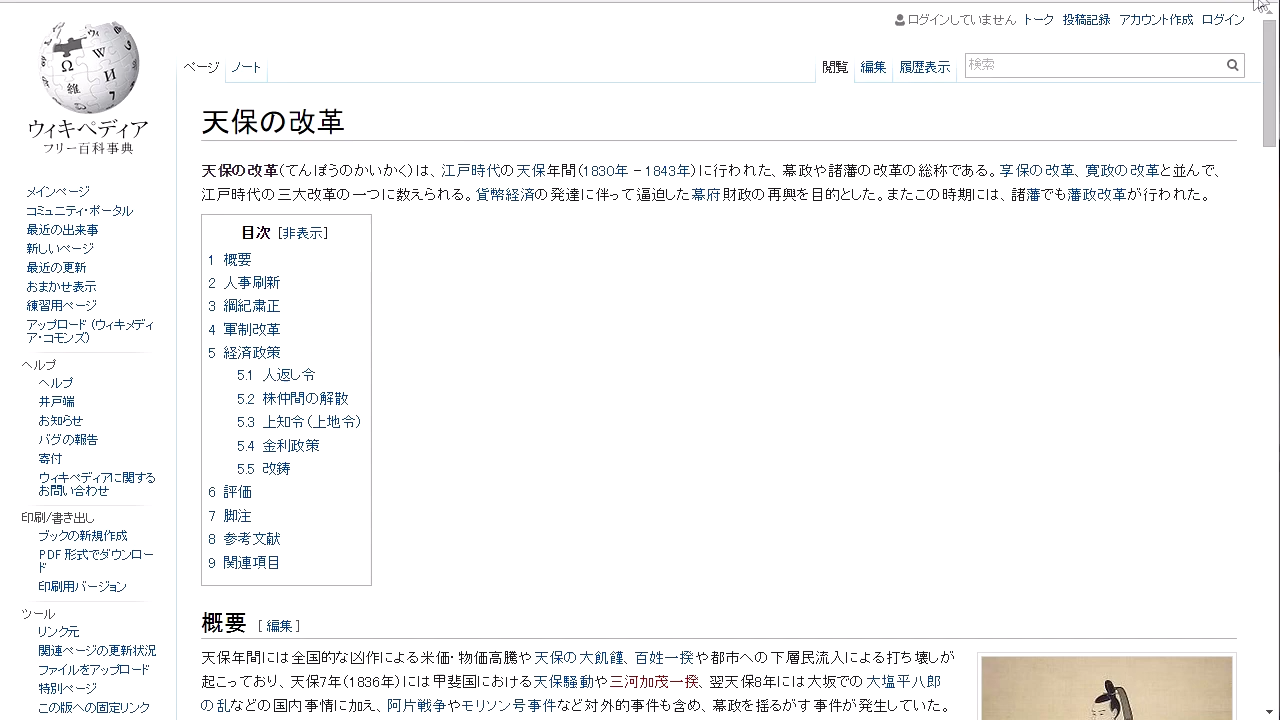 ログインしていません トーク 投稿記録 アカウント作成 ログイン
ページ ノート 閲覧 編集 履歴表示 検索
ウィキペディア
フリー百科事典
メインページ
コミュニティ・ポータル
最近の出来事
新しいページ
最近の更新
おまかせ表示
練習用ページ
アップロード (ウィキメディ
ア・コモンズ)
ヘルプ
ヘルプ
井戸端
お知らせ
バグの報告
寄付
ウィキペディアに関する
お問い合わせ
印刷/書き出し
ブックの新規作成
PDF 形式でダウンロー
ド
印刷用バージョン
ツール
リンク元
関連ページの更新状況
ファイルをアップロード
特別ページ
この版への固定リンク
天保の改革
天保の改革(てんぽうのかいかく)は、江戸時代の天保年間(1830年 - 1843年)に行われた、幕政や諸藩の改革の総称である。享保の改革、寛政の改革と並んで、
江戸時代の三大改革の一つに数えられる。貨幣経済の発達に伴って逼迫した幕府財政の再興を目的とした。またこの時期には、諸藩でも藩政改革が行われた。
目次 [非表示]
1 概要
2 人事刷新
3 綱紀粛正
4 軍制改革
5 経済政策
5.1 人返し令
5.2 株仲間の解散
5.3 上知令(上地令)
5.4 金利政策
5.5 改鋳
6 評価
7 脚注
8 参考文献
9 関連項目
概要 [編集]
天保年間には全国的な凶作による米価・物価高騰や天保の大飢饉、百姓一揆や都市への下層民流入による打ち壊しが
起こっており、天保7年(1836年)には甲斐国における天保騒動や三河加茂一揆、翌天保8年には大坂での大塩平八郎
の乱などの国内事情に加え、阿片戦争やモリソン号事件など対外的事件も含め、幕政を揺るがす事件が発生していた。